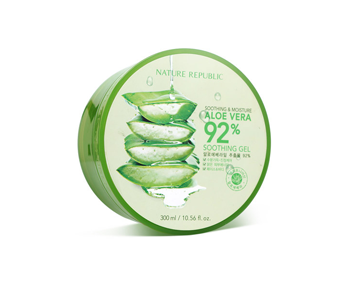 NATURE REPUBLIC
SOOTHING & MOISTURE
ALOE VERA
92%
SOOTHING GEL
300 ml / 10.56 fl. oz.